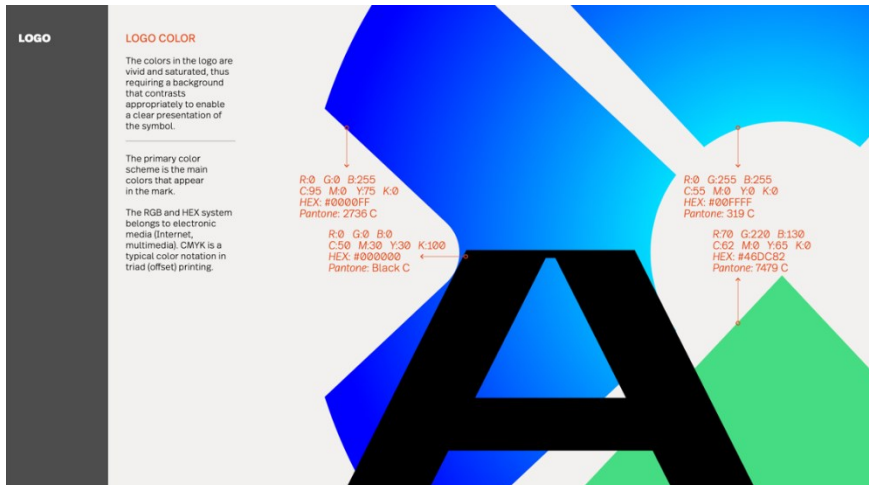 LOGO
LOGO COLOR
The colors in the logo are
vivid and saturated, thus
requiring a background
that contrasts
appropriately to enable
a clear presentation of
the symbol.
The primary color
scheme is the main
colors that appear
in the mark.
The RGB and HEX system
belongs to electronic
media (Internet,
multimedia). CMYK is a
typical color notation in
triad (offset) printing.
R:0 G:0 B:255
C:95 M:0 Y:75 K:0
HEX: #0000FF
Pantone: 2736 C
R:0 G:0 B:0
C:50 M:30 Y:30 K:100
HEX: #000000
Pantone: Black C
R:0 G:255 B:255
C:55 M:0 Y:0 K:0
HEX: #00FFFF
Pantone: 319 C
R:70 G:220 B:130
C:62 M:0 Y:65 K:0
HEX: #46DC82
Pantone: 7479 C
A